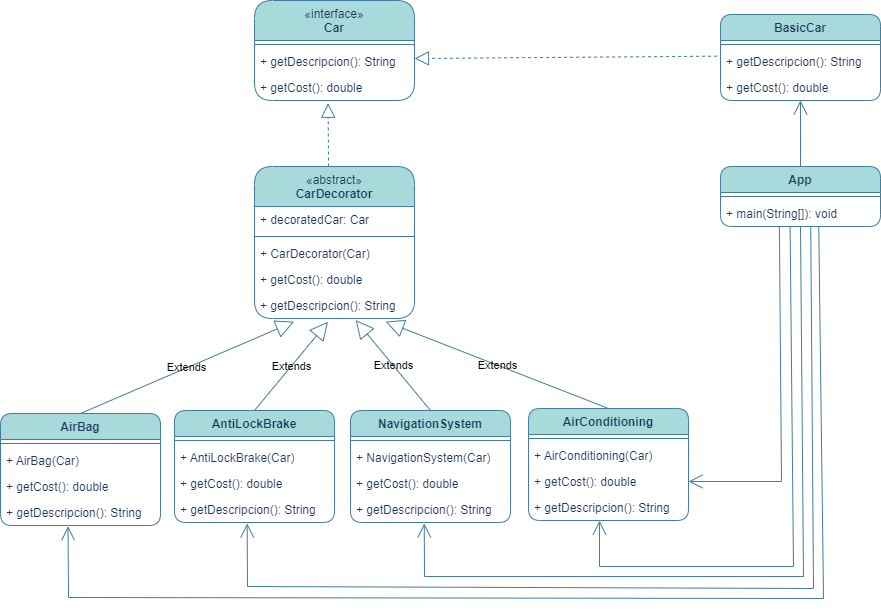 «interface»
Car
+ getDescripcion(): String
+ getCost(): double
BasicCar
+ getDescripcion(): String
+ getCost(): double
«abstract»
CarDecorator
+ decoratedCar: Car
+ CarDecorator(Car)
+ getCost(): double
+ getDescripcion(): String
App
+ main(String[]): void
Extends
Extends
Extends
Extends
AirBag
+ AirBag(Car)
+ getCost(): double
+ getDescripcion(): String
AntiLockBrake
+ AntiLockBrake(Car)
+ getCost(): double
+ getDescripcion(): String
NavigationSystem
+ NavigationSystem(Car)
+ getCost(): double
+ getDescripcion(): String
AirConditioning
+ AirConditioning(Car)
+ getCost(): double
+ getDescripcion(): String